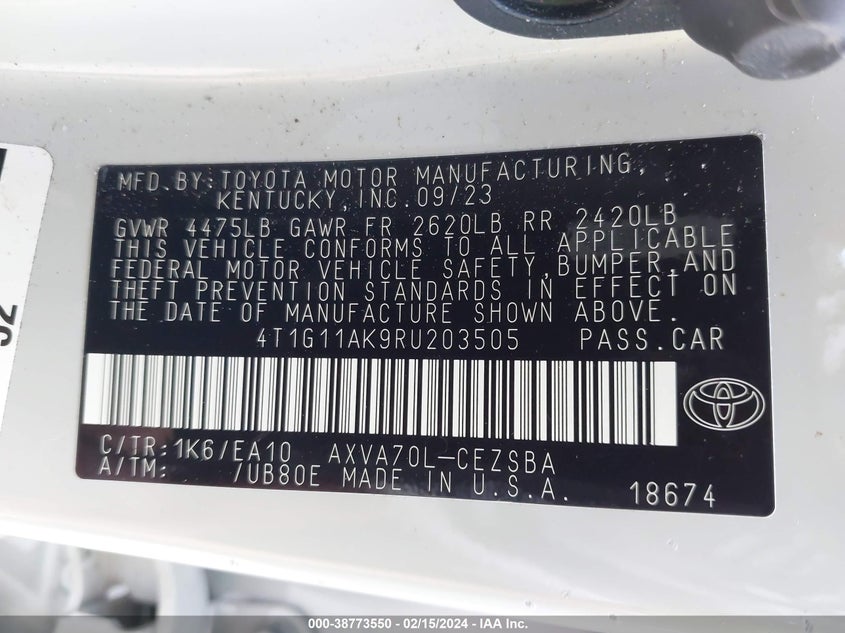 MFD.BY:TOYOTA MOTOR MANUFACTURING,
KENTUCKY,INC.09/23
GVWR 4475LB GAWR FR 2620LB RR 2420LB
THIS VEHICLE CONFORMS TO ALL APPLICABLE
FEDERAL MOTOR VEHICLE SAFETY,BUMPER,AND
THEFT PREVENTION STANDARDS IN EFFECT ON
THE DATE OF MANUFACTURE SHOWN ABOVE.
4T1G11AK9RU203505 PASS.CAR
C/TR:1K6/EA10 AXVA70L-CEZSBA
A/TM: /UB80E MADE IN U.S.A. 18674
000-38773550 - 02/15/2024 - IAA Inc.